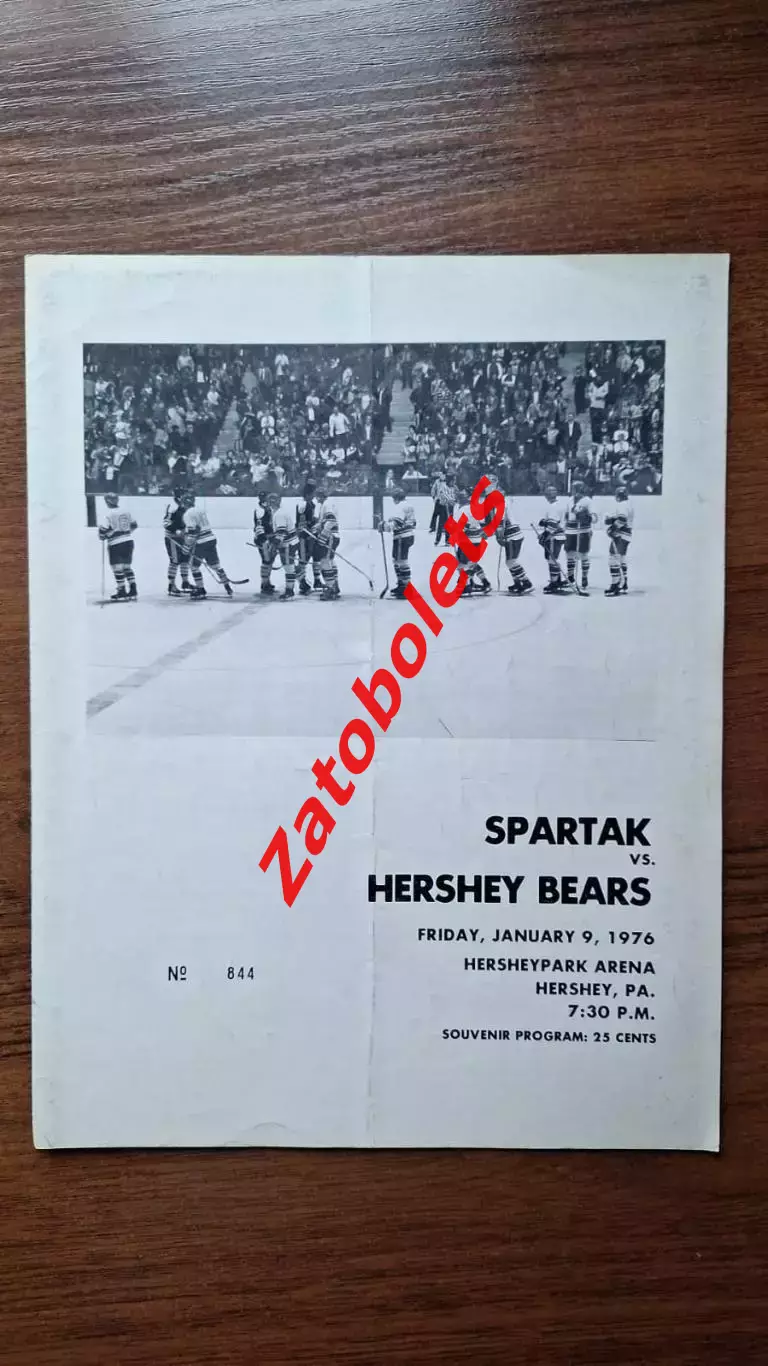 Zatobolets
SPARTAK
VS.
HERSHEY BEARS
FRIDAY, JANUARY 9, 1976
HERSHEYPARK ARENA
HERSHEY, PA.
7:30 P.M.
SOUVENIR PROGRAM: 25 CENTS
Nº 844